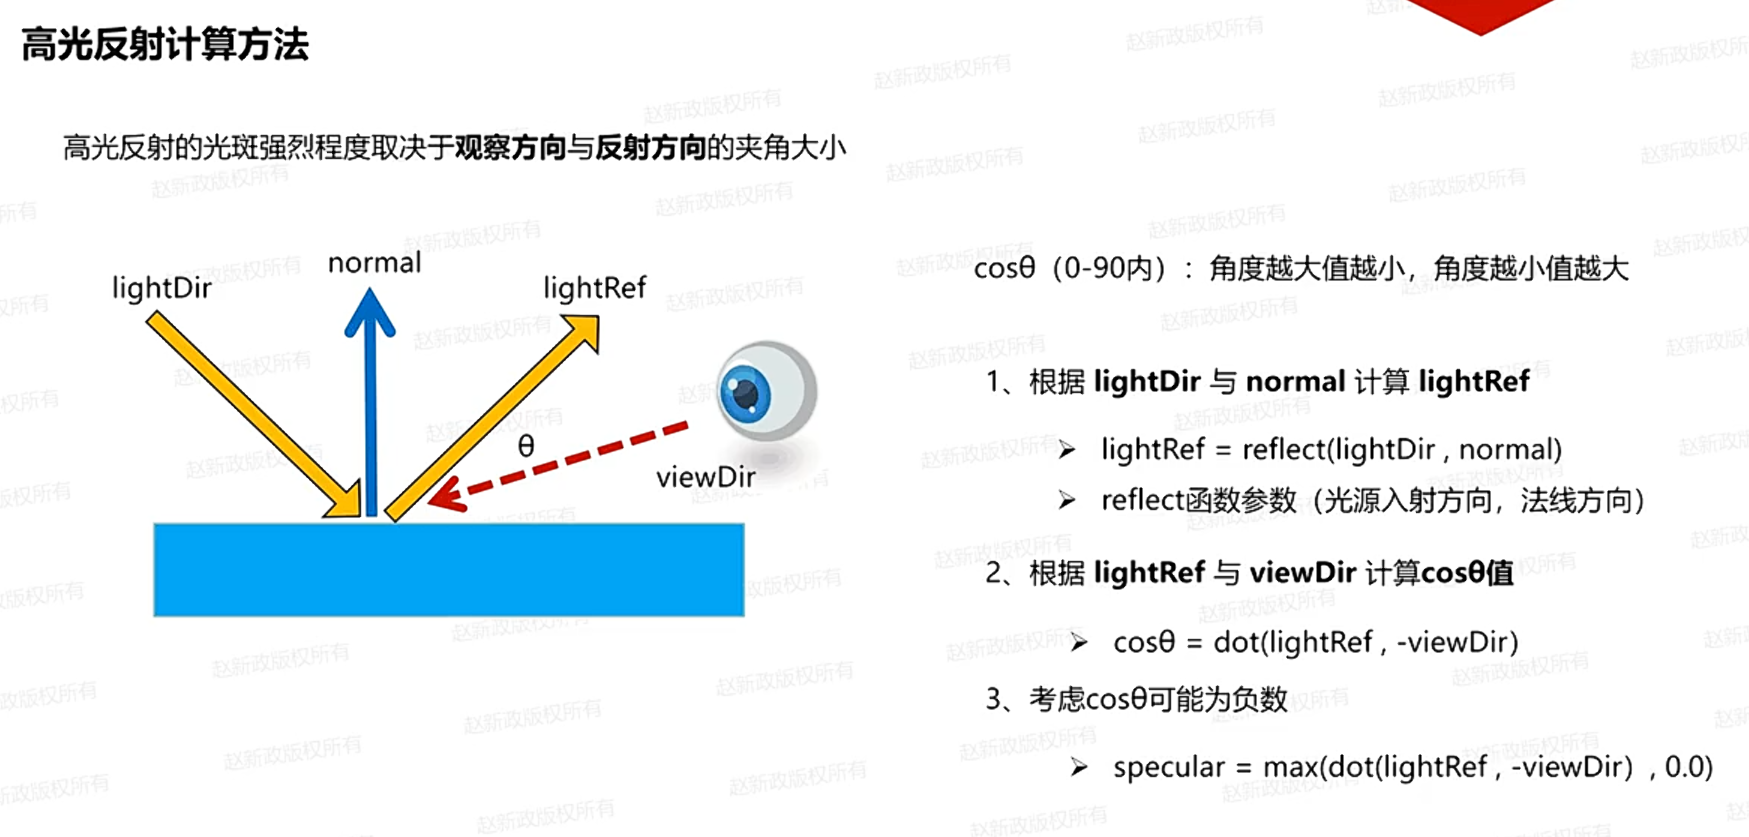 高光反射计算方法
高光反射的光斑强烈程度取决于观察方向与反射方向的夹角大小
normal
lightDir
lightRef
θ
viewDir
cosθ（0-90内）：角度越大值越小，角度越小值越大
1、根据 lightDir 与 normal 计算 lightRef
➢ lightRef = reflect(lightDir , normal)
➢ reflect函数参数（光源入射方向，法线方向）
2、根据 lightRef 与 viewDir 计算cosθ值
➢ cosθ = dot(lightRef , -viewDir)
3、考虑cosθ可能为负数
➢ specular = max(dot(lightRef , -viewDir) , 0.0)
赵新政版权所有